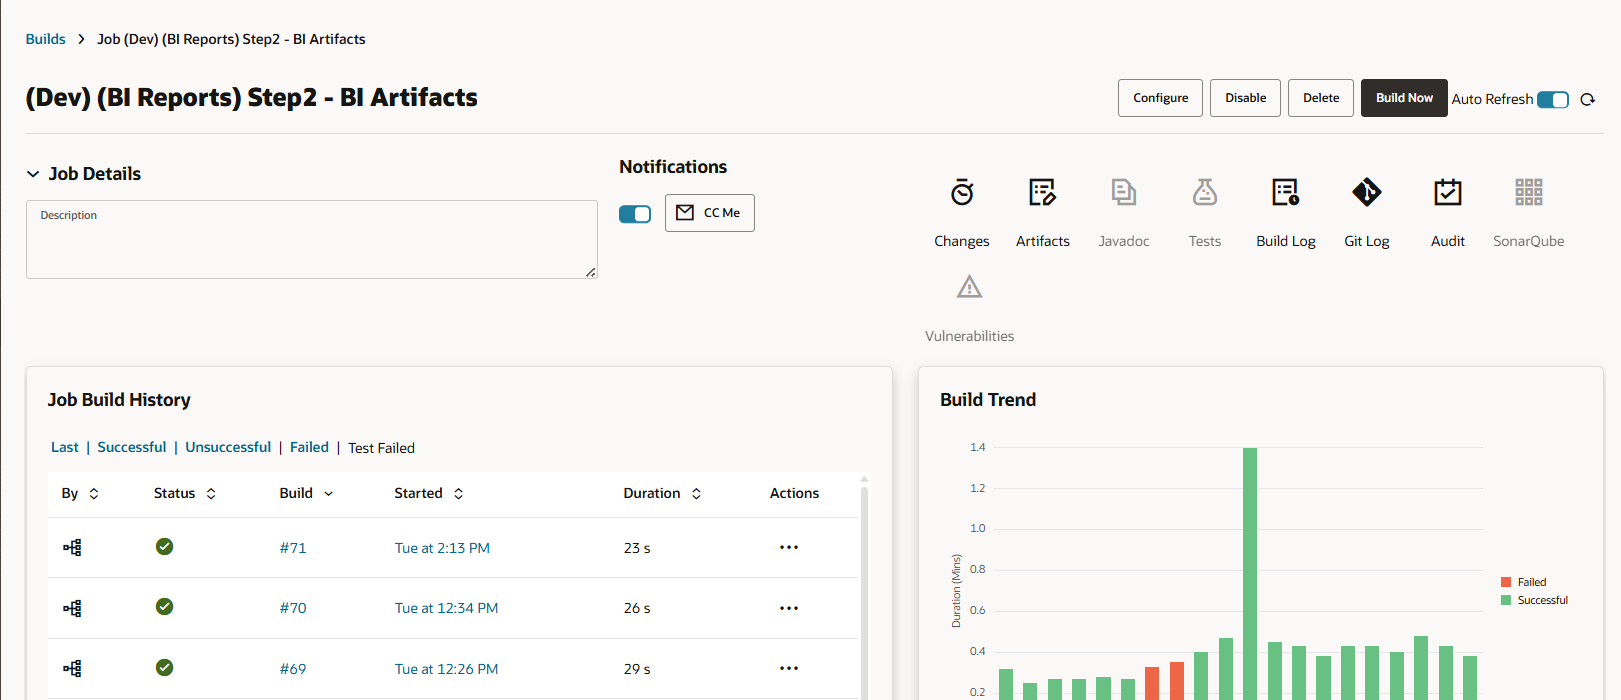 Builds > Job (Dev) (BI Reports) Step2 - BI Artifacts
(Dev) (BI Reports) Step2 - BI Artifacts
Configure Disable Delete Build Now Auto Refresh
Job Details
Description
Notifications
CC Me
Changes Artifacts Javadoc Tests Build Log Git Log Audit SonarQube
Vulnerabilities
Job Build History
Last | Successful | Unsuccessful | Failed | Test Failed
By Status Build Started Duration Actions
#71 Tue at 2:13 PM 23 s
#70 Tue at 12:34 PM 26 s
#69 Tue at 12:26 PM 29 s
Build Trend
1.4
1.2
1.0
0.8
0.6
0.4
0.2
Duration (Mins)
Failed
Successful